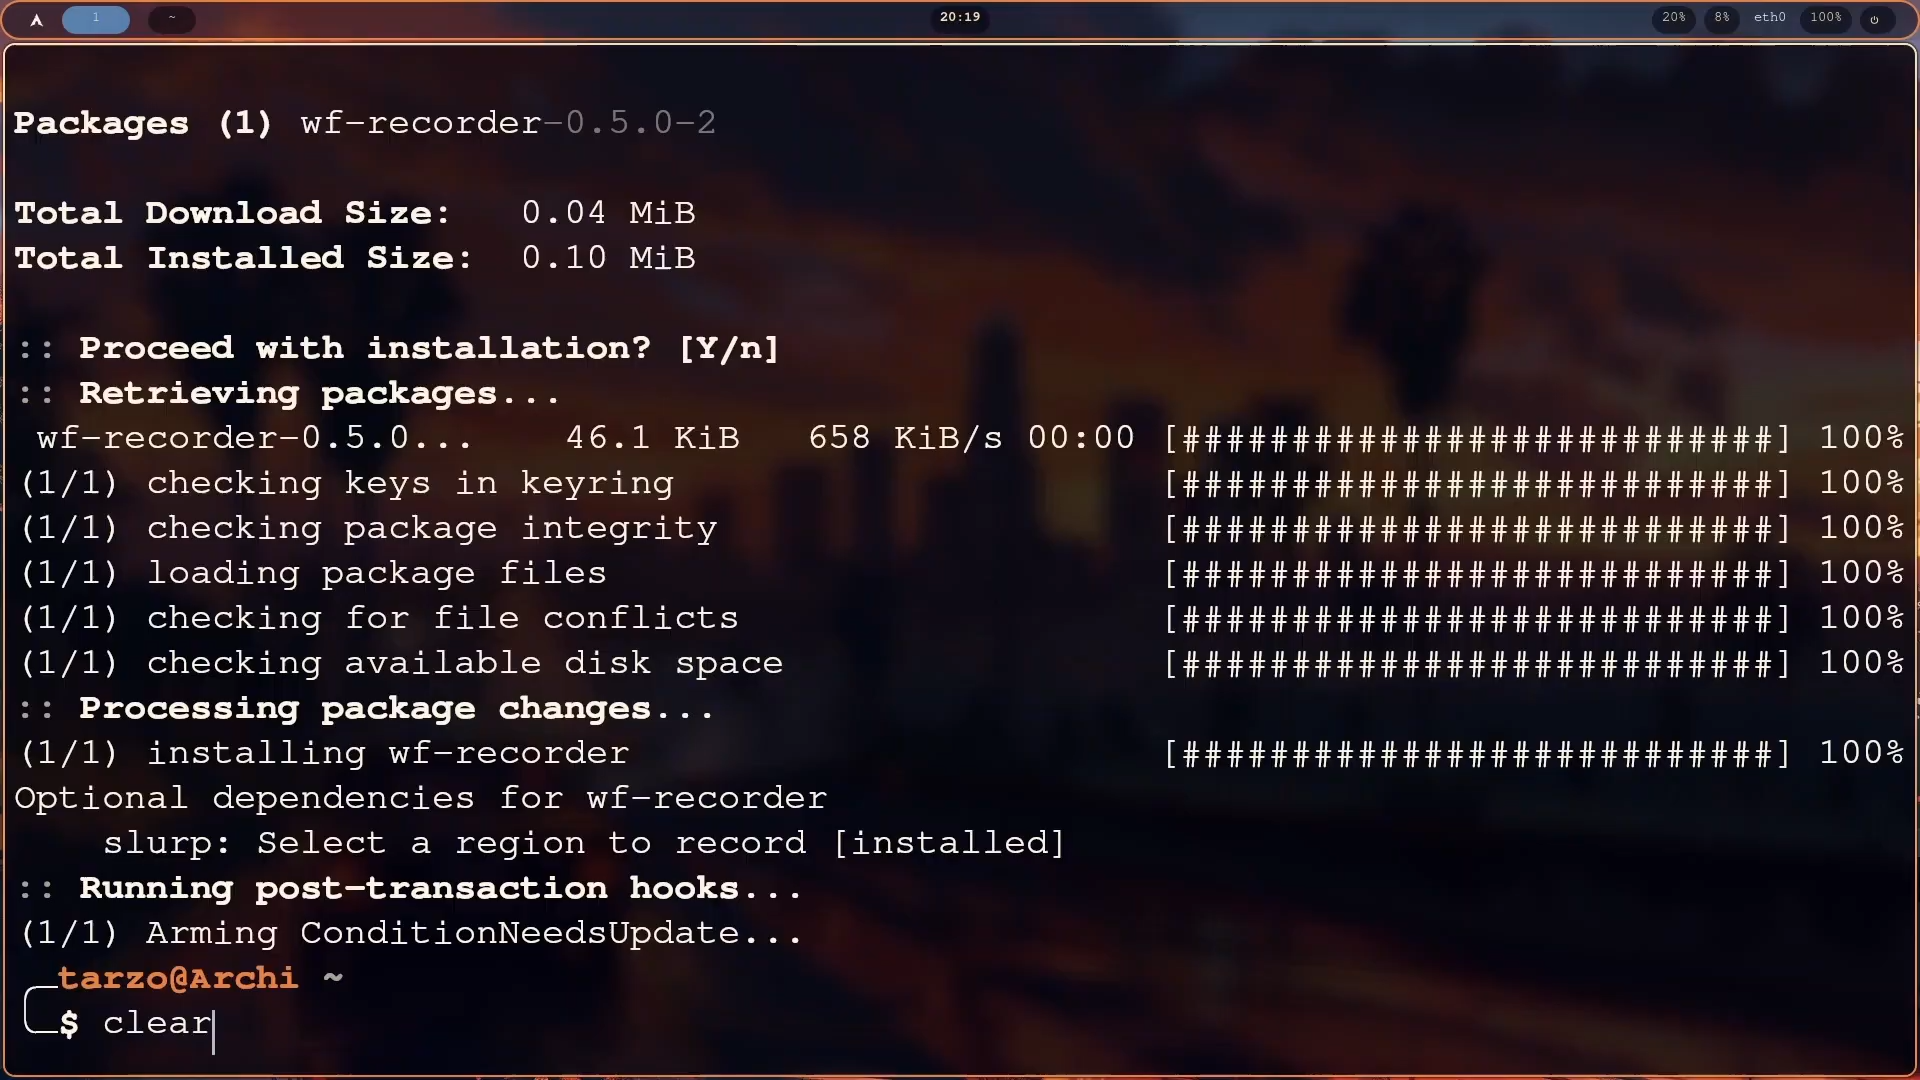 1 ~ 20:19 20% 8% eth0 100%
Packages (1) wf-recorder-0.5.0-2
Total Download Size:   0.04 MiB
Total Installed Size:  0.10 MiB
:: Proceed with installation? [Y/n]
:: Retrieving packages...
wf-recorder-0.5.0...    46.1 KiB   658 KiB/s 00:00 [###########################] 100%
(1/1) checking keys in keyring [###########################] 100%
(1/1) checking package integrity [###########################] 100%
(1/1) loading package files [###########################] 100%
(1/1) checking for file conflicts [###########################] 100%
(1/1) checking available disk space [###########################] 100%
:: Processing package changes...
(1/1) installing wf-recorder [###########################] 100%
Optional dependencies for wf-recorder
slurp: Select a region to record [installed]
:: Running post-transaction hooks...
(1/1) Arming ConditionNeedsUpdate...
tarzo@Archi ~
$ clear